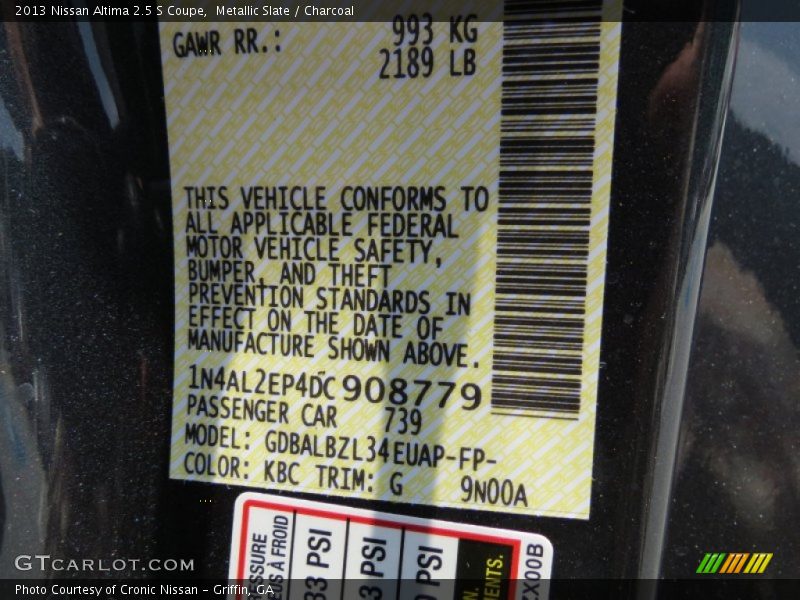 2013 Nissan Altima 2.5 S Coupe,  Metallic Slate / Charcoal
GAWR RR.: 993 KG
2189 LB
THIS VEHICLE CONFORMS TO
ALL APPLICABLE FEDERAL
MOTOR VEHICLE SAFETY,
BUMPER, AND THEFT
PREVENTION STANDARDS IN
EFFECT ON THE DATE OF
MANUFACTURE SHOWN ABOVE.
1N4AL2EP4DC908779
PASSENGER CAR 739
MODEL: GDBALBZL34EUAP-FP-
COLOR: KBC TRIM: G 9N00A
PSI
PSI
PSI
GTCARLOT.COM
Photo Courtesy of Cronic Nissan - Griffin, GA